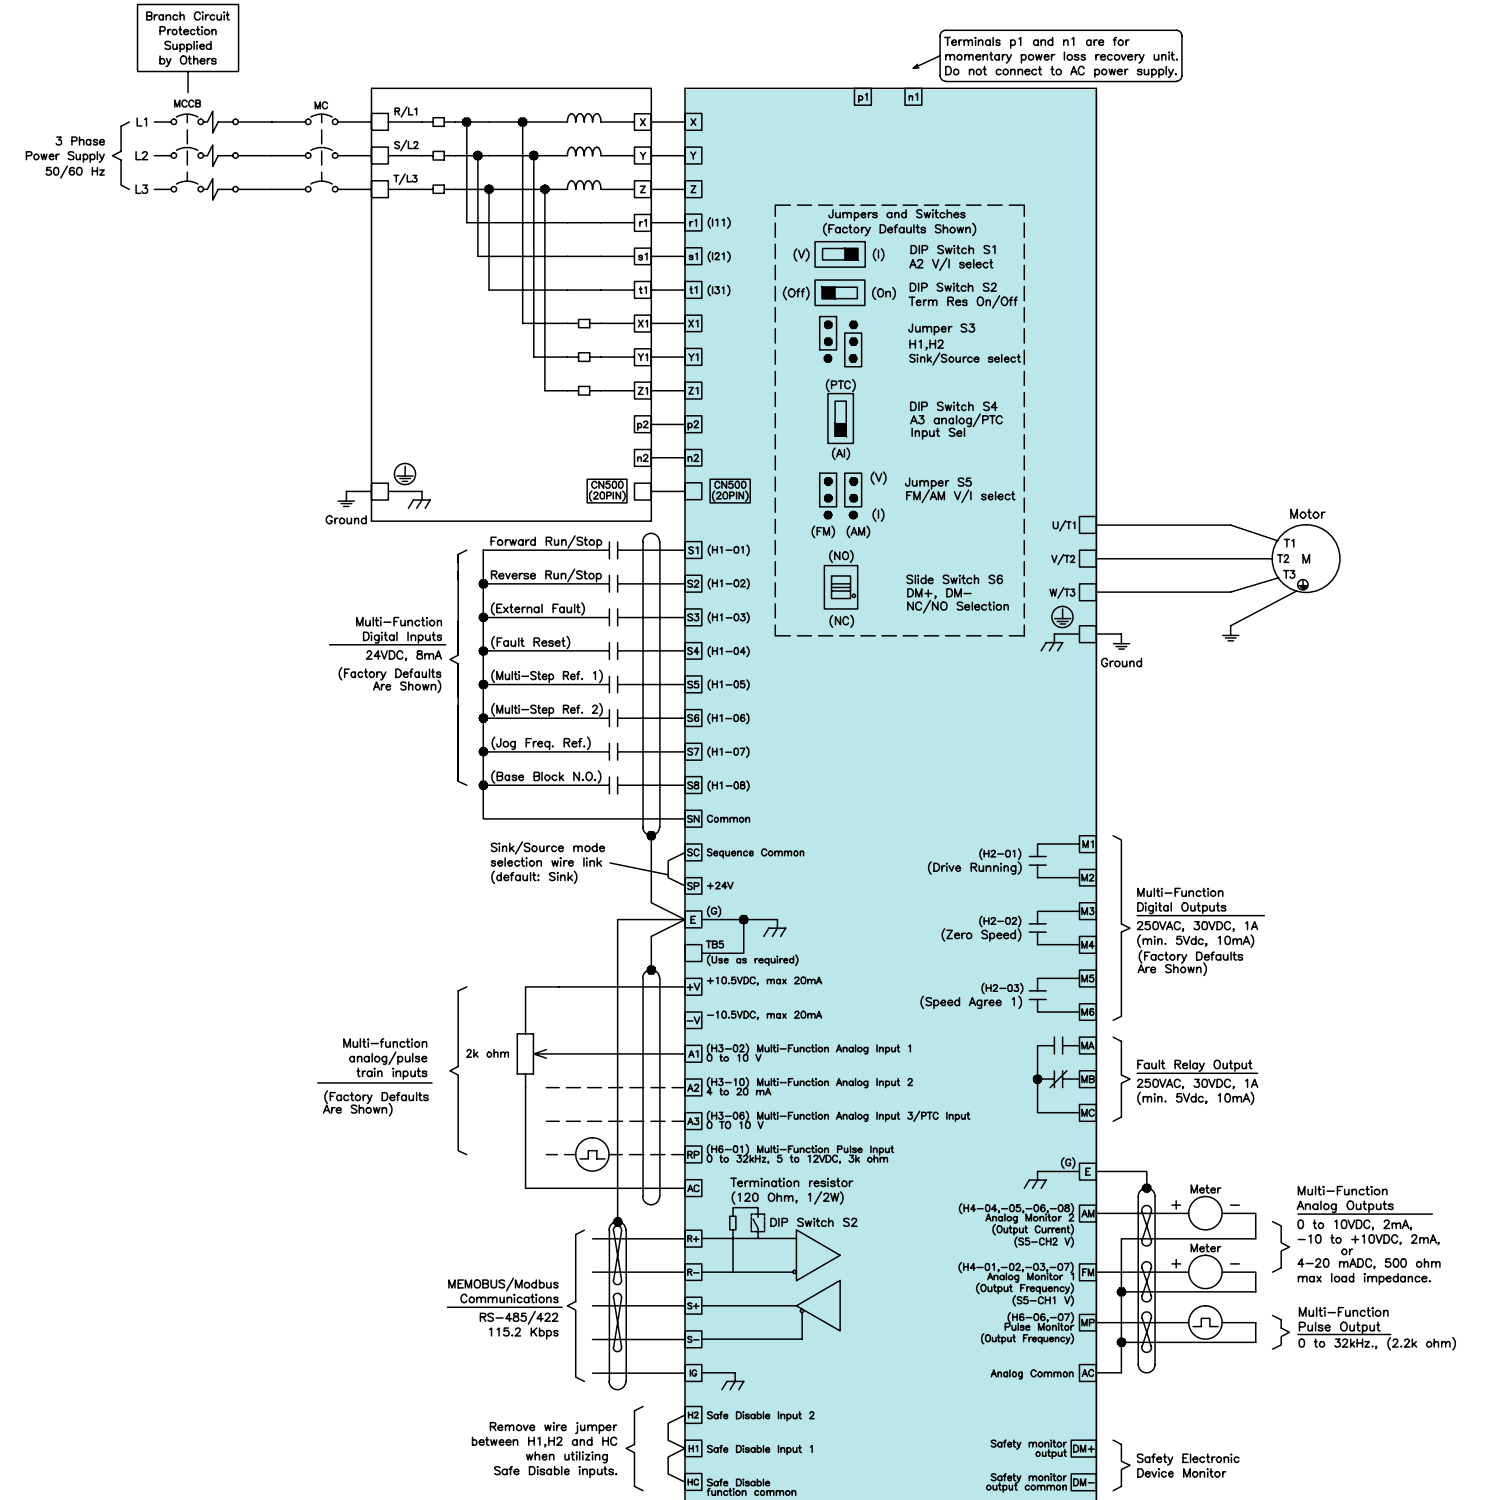 Branch Circuit
Protection
Supplied
by Others
Terminals p1 and n1 are for
momentary power loss recovery unit.
Do not connect to AC power supply.
p1
n1
MCCB
MC
3 Phase
Power Supply
50/60 Hz
L1
L2
L3
R/L1
S/L2
T/L3
X X
Y Y
Z Z
r1 r1 (l11)
s1 s1 (l21)
t1 t1 (l31)
X1 X1
Y1 Y1
Z1 Z1
p2 p2
n2 n2
CN500
(20PIN)
CN500
(20PIN)
Ground
Jumpers and Switches
(Factory Defaults Shown)
(V) (I)
DIP Switch S1
A2 V/I select
(Off) (On)
DIP Switch S2
Term Res On/Off
Jumper S3
H1,H2
Sink/Source select
(PTC)
DIP Switch S4
A3 analog/PTC
Input Sel
(AI)
(V)
Jumper S5
FM/AM V/I select
(I)
(FM) (AM)
(NO)
Slide Switch S6
DM+, DM-
NC/NO Selection
(NC)
U/T1
V/T2
W/T3
Motor
T1
T2 M
T3
Ground
Multi-Function
Digital Inputs
24VDC, 8mA
(Factory Defaults
Are Shown)
Forward Run/Stop S1 (H1-01)
Reverse Run/Stop S2 (H1-02)
(External Fault) S3 (H1-03)
(Fault Reset) S4 (H1-04)
(Multi-Step Ref. 1) S5 (H1-05)
(Multi-Step Ref. 2) S6 (H1-06)
(Jog Freq. Ref.) S7 (H1-07)
(Base Block N.O.) S8 (H1-08)
SN Common
Sink/Source mode
selection wire link
(default: Sink)
SC Sequence Common
SP +24V
E (G)
TB5
(Use as required)
+V +10.5VDC, max 20mA
-V -10.5VDC, max 20mA
Multi-function
analog/pulse
train inputs
(Factory Defaults
Are Shown)
2k ohm
A1 (H3-02) Multi-Function Analog Input 1
0 to 10 V
A2 (H3-10) Multi-Function Analog Input 2
4 to 20 mA
A3 (H3-06) Multi-Function Analog Input 3/PTC Input
0 TO 10 V
RP (H6-01) Multi-Function Pulse Input
0 to 32kHz, 5 to 12VDC, 3k ohm
AC
Termination resistor
(120 Ohm, 1/2W)
DIP Switch S2
R+
R-
S+
S-
IG
MEMOBUS/Modbus
Communications
RS-485/422
115.2 Kbps
Remove wire jumper
between H1,H2 and HC
when utilizing
Safe Disable inputs.
H2 Safe Disable Input 2
H1 Safe Disable Input 1
HC Safe Disable
function common
(H2-01)
(Drive Running)
M1
M2
(H2-02)
(Zero Speed)
M3
M4
(H2-03)
(Speed Agree 1)
M5
M6
Multi-Function
Digital Outputs
250VAC, 30VDC, 1A
(min. 5Vdc, 10mA)
(Factory Defaults
Are Shown)
MA
MB
MC
Fault Relay Output
250VAC, 30VDC, 1A
(min. 5Vdc, 10mA)
(G) E
(H4-04,-05,-06,-08)
Analog Monitor 2
(Output Current)
(S5-CH2 V)
AM
+ Meter -
(H4-01,-02,-03,-07)
Analog Monitor 1
(Output Frequency)
(S5-CH1 V)
FM
+ Meter -
(H6-06,-07)
Pulse Monitor
(Output Frequency)
MP
Analog Common AC
Multi-Function
Analog Outputs
0 to 10VDC, 2mA,
-10 to +10VDC, 2mA,
or
4-20 mADC, 500 ohm
max load impedance.
Multi-Function
Pulse Output
0 to 32kHz., (2.2k ohm)
Safety monitor
output DM+
Safety monitor
output common DM-
Safety Electronic
Device Monitor